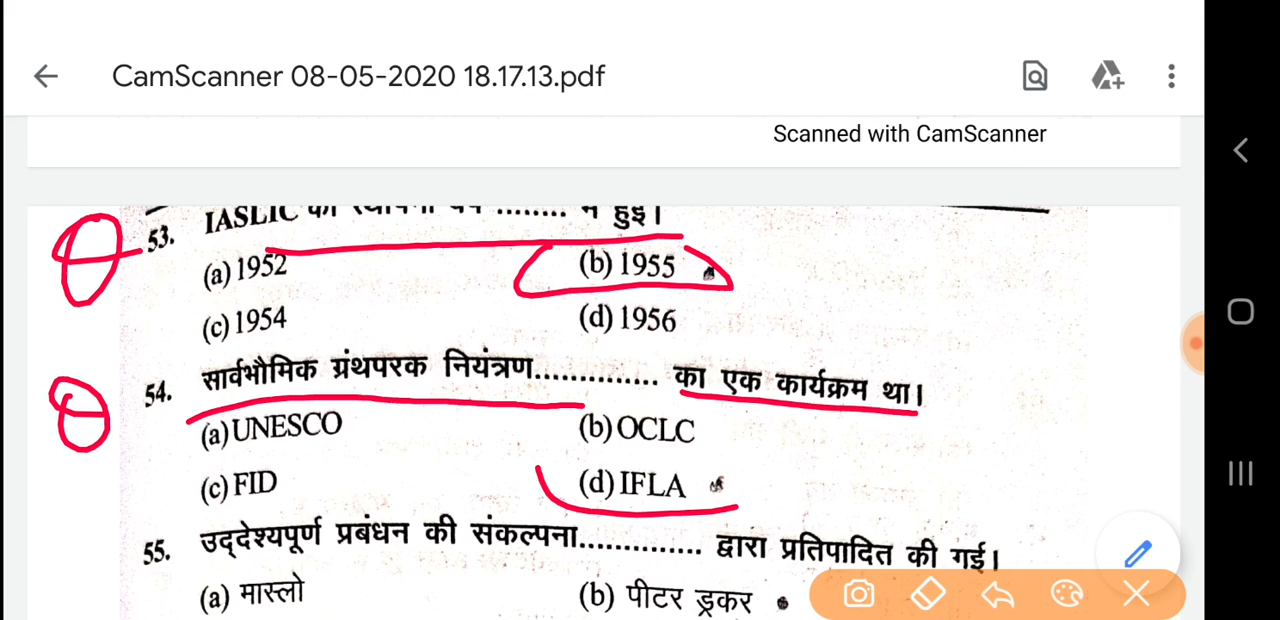 CamScanner 08-05-2020 18.17.13.pdf
Scanned with CamScanner
53. IASLIC की स्थापना वर्ष ......... में हुई।
(a) 1952 (b) 1955
(c) 1954 (d) 1956
54. सार्वभौमिक ग्रंथपरक नियंत्रण.............. का एक कार्यक्रम था।
(a) UNESCO (b) OCLC
(c) FID (d) IFLA
55. उद्देश्यपूर्ण प्रबंधन की संकल्पना.............. द्वारा प्रतिपादित की गई।
(a) मास्लो (b) पीटर ड्रकर